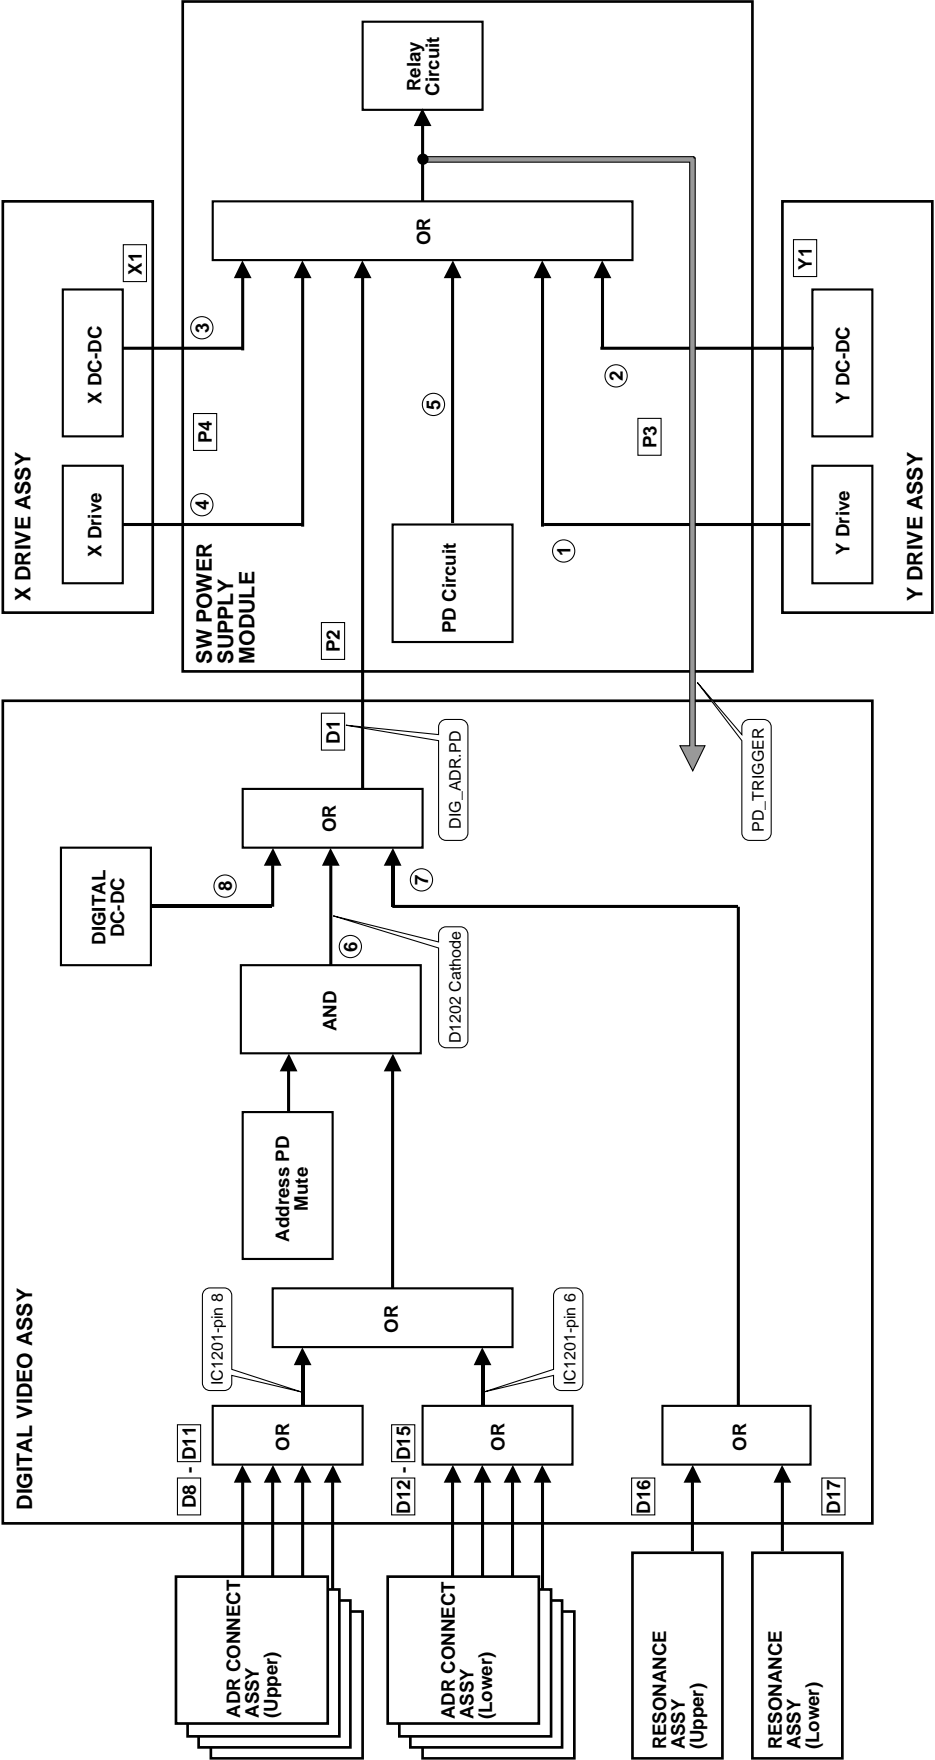 DIGITAL VIDEO ASSY
ADR CONNECT
ASSY
(Upper)
D8 - D11
OR
IC1201-pin 8
ADR CONNECT
ASSY
(Lower)
D12 - D15
OR
IC1201-pin 6
OR
Address PD
Mute
AND
6
D1202 Cathode
DIGITAL
DC-DC
8
OR
7
D1
DIG_ADR.PD
RESONANCE
ASSY
(Upper)
D16
RESONANCE
ASSY
(Lower)
D17
OR
X DRIVE ASSY
X Drive
X DC-DC
X1
SW POWER
SUPPLY
MODULE
P2
P4
4
3
PD Circuit
5
OR
Relay
Circuit
1
2
P3
PD_TRIGGER
Y DRIVE ASSY
Y Drive
Y DC-DC
Y1